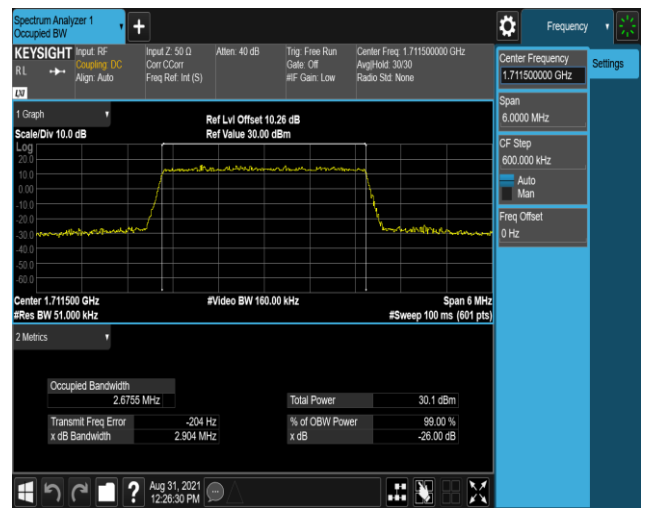 Spectrum Analyzer 1
Occupied BW
Frequency
KEYSIGHT
RL
LXI
Input: RF
Coupling: DC
Align: Auto
Input Z: 50 Ω
Corr CCorr
Freq Ref: Int (S)
Atten: 40 dB
Trig: Free Run
Gate: Off
#IF Gain: Low
Center Freq: 1.711500000 GHz
Avg|Hold: 30/30
Radio Std: None
Center Frequency
1.711500000 GHz
Settings
Span
6.0000 MHz
CF Step
600.000 kHz
Auto
Man
Freq Offset
0 Hz
1 Graph
Scale/Div 10.0 dB
Ref Lvl Offset 10.26 dB
Ref Value 30.00 dBm
Log
20.0
10.0
0.00
-10.0
-20.0
-30.0
-40.0
-50.0
-60.0
Center 1.711500 GHz
#Video BW 160.00 kHz
Span 6 MHz
#Res BW 51.000 kHz
#Sweep 100 ms (601 pts)
2 Metrics
Occupied Bandwidth
2.6755 MHz
Total Power 30.1 dBm
Transmit Freq Error -204 Hz
% of OBW Power 99.00 %
x dB Bandwidth 2.904 MHz
x dB -26.00 dB
?
Aug 31, 2021
12:26:30 PM